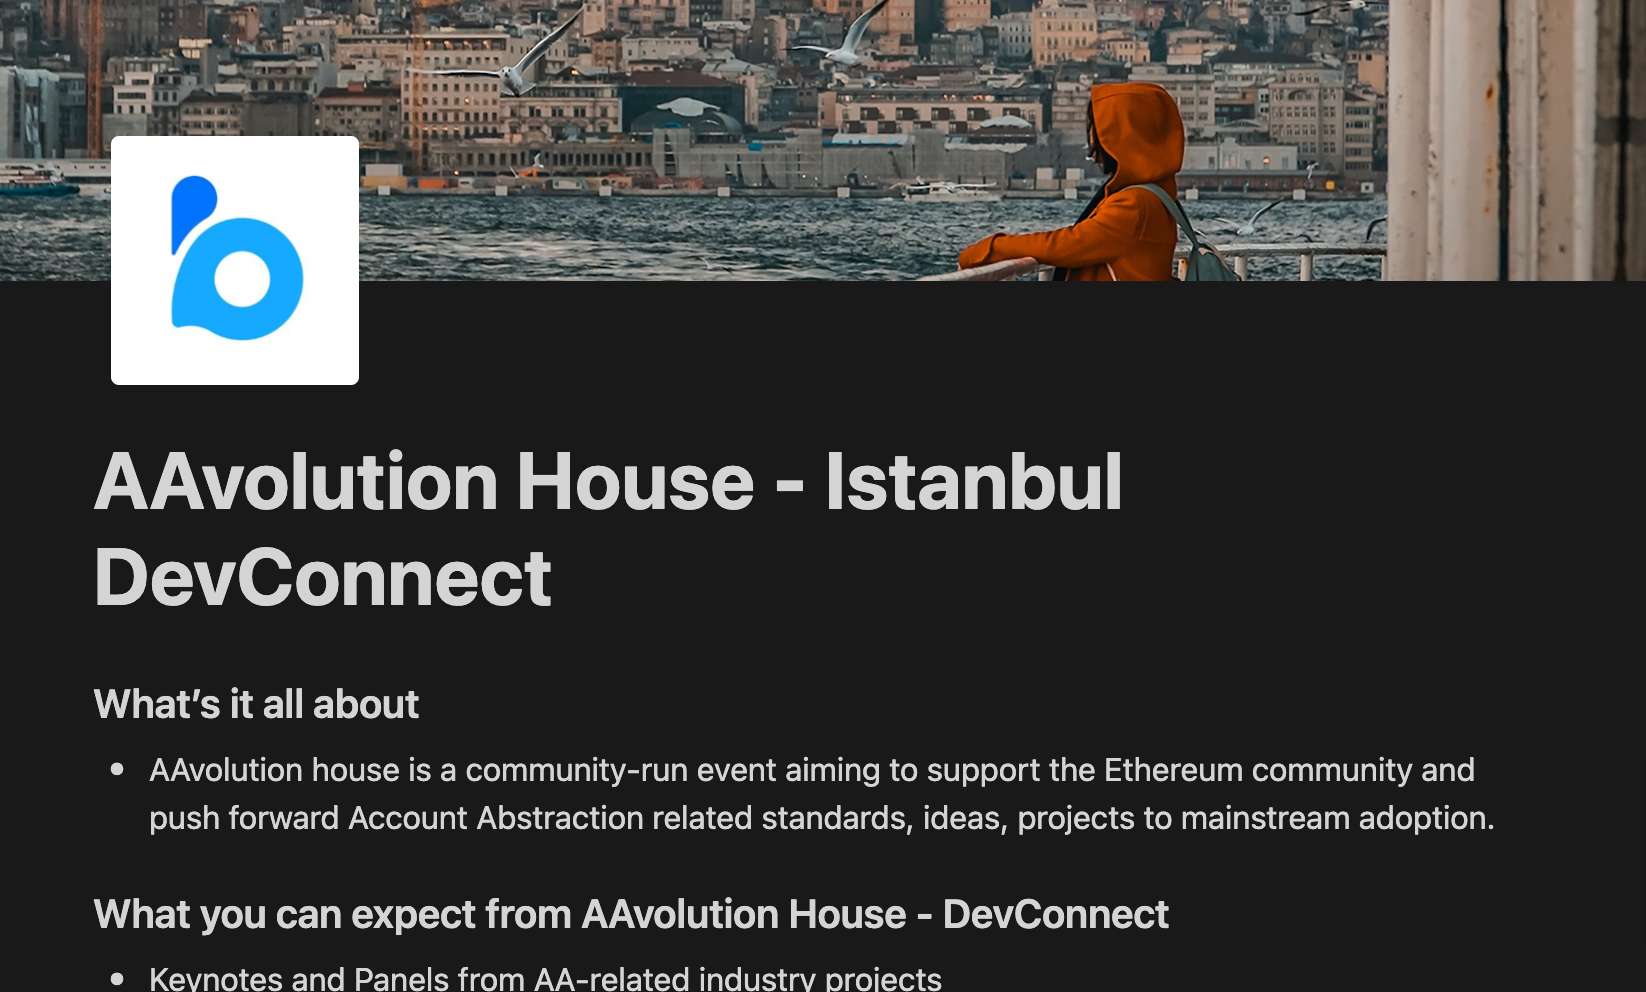 AAvolution House - Istanbul
DevConnect
What’s it all about
• AAvolution house is a community-run event aiming to support the Ethereum community and
push forward Account Abstraction related standards, ideas, projects to mainstream adoption.
What you can expect from AAvolution House - DevConnect
• Keynotes and Panels from AA-related industry projects